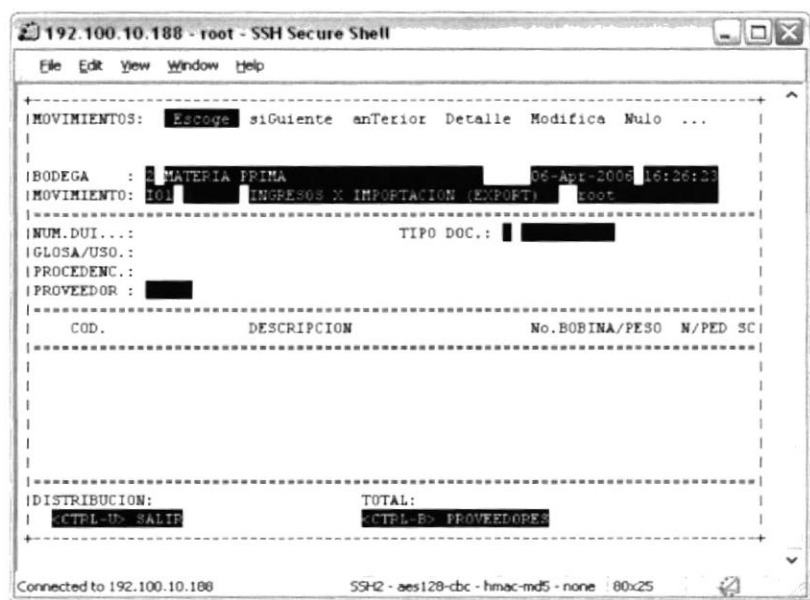 192.100.10.188 - root - SSH Secure Shell
File Edit View Window Help
MOVIMIENTOS: Escoge siGuiente anTerior Detalle Modifica Nulo ...
BODEGA : 2 MATERIA PRIMA 06-Apr-2006 16:26:23
MOVIMIENTO: I01 INGRESOS X IMPORTACION (EXPORT) root
NUM.DUI...: TIPO DOC.:
GLOSA/USO.:
PROCEDENC.:
PROVEEDOR :
COD. DESCRIPCION No.BOBINA/PESO N/PED SC
DISTRIBUCION: TOTAL:
<CTRL-U> SALIR <CTRL-B> PROVEEDORES
Connected to 192.100.10.188 SSH2 - aes128-cbc - hmac-md5 - none 80x25